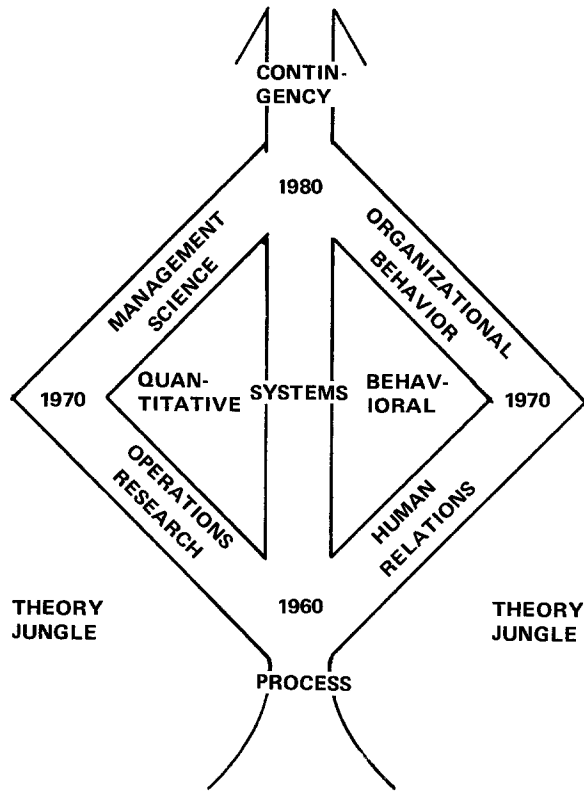 CONTIN-
GENCY
1980
MANAGEMENT
SCIENCE
ORGANIZATIONAL
BEHAVIOR
1970
QUAN-
TITATIVE
SYSTEMS
BEHAV-
IORAL
1970
OPERATIONS
RESEARCH
HUMAN
RELATIONS
1960
THEORY
JUNGLE
THEORY
JUNGLE
PROCESS